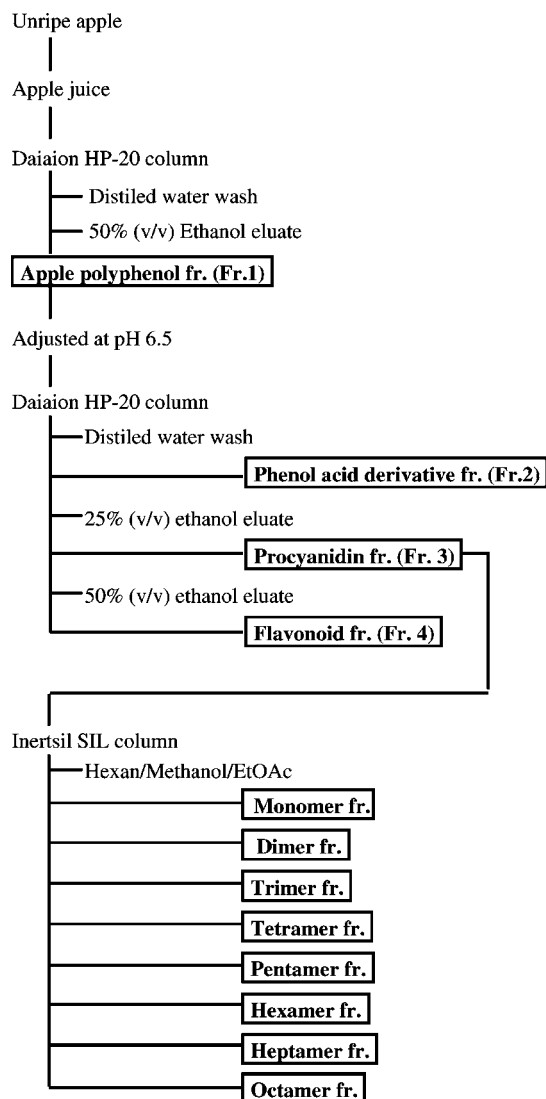 Unripe apple
Apple juice
Daiaion HP-20 column
Distiled water wash
50% (v/v) Ethanol eluate
Apple polyphenol fr. (Fr.1)
Adjusted at pH 6.5
Daiaion HP-20 column
Distiled water wash
Phenol acid derivative fr. (Fr.2)
25% (v/v) ethanol eluate
Procyanidin fr. (Fr. 3)
50% (v/v) ethanol eluate
Flavonoid fr. (Fr. 4)
Inertsil SIL column
Hexan/Methanol/EtOAc
Monomer fr.
Dimer fr.
Trimer fr.
Tetramer fr.
Pentamer fr.
Hexamer fr.
Heptamer fr.
Octamer fr.